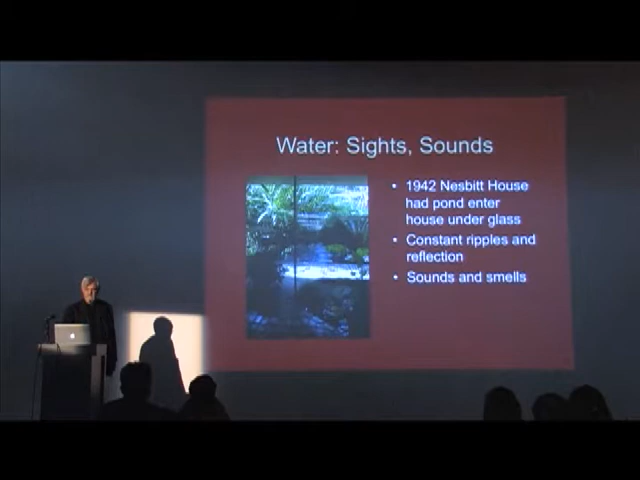 Water: Sights, Sounds
• 1942 Nesbitt House
had pond enter
house under glass
• Constant ripples and
reflection
• Sounds and smells